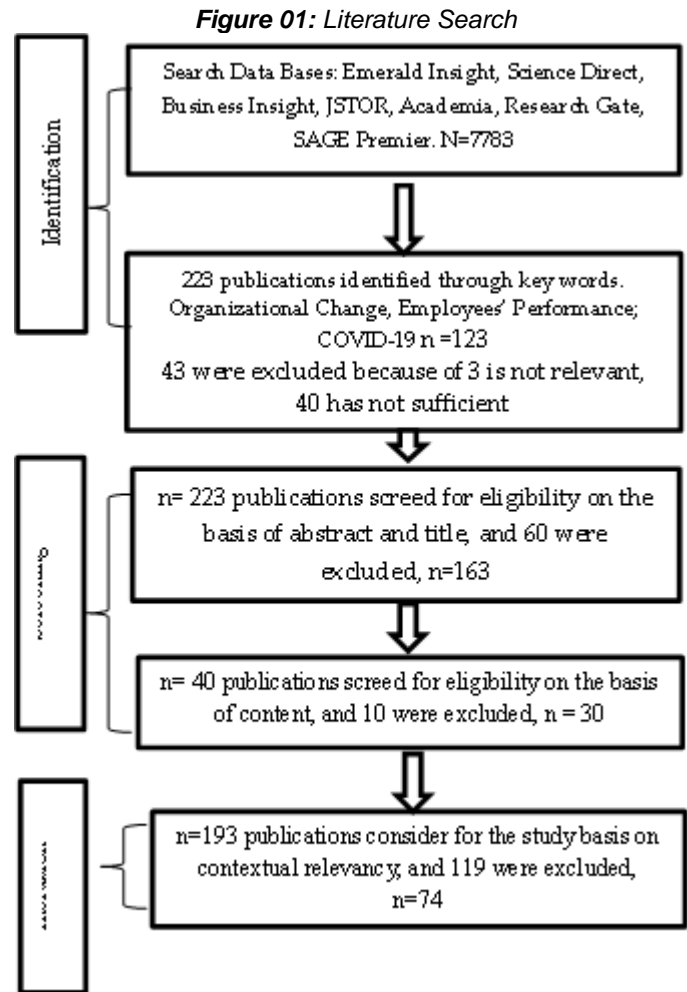 Figure 01: Literature Search
Identification
Search Data Bases: Emerald Insight, Science Direct,
Business Insight, JSTOR, Academia, Research Gate,
SAGE Premier. N=7783
223 publications identified through key words.
Organizational Change, Employees' Performance;
COVID-19 n =123
43 were excluded because of 3 is not relevant,
40 has not sufficient
n= 223 publications screed for eligibility on the
basis of abstract and title, and 60 were
excluded, n=163
n= 40 publications screed for eligibility on the basis
of content, and 10 were excluded, n = 30
n=193 publications consider for the study basis on
contextual relevancy, and 119 were excluded,
n=74